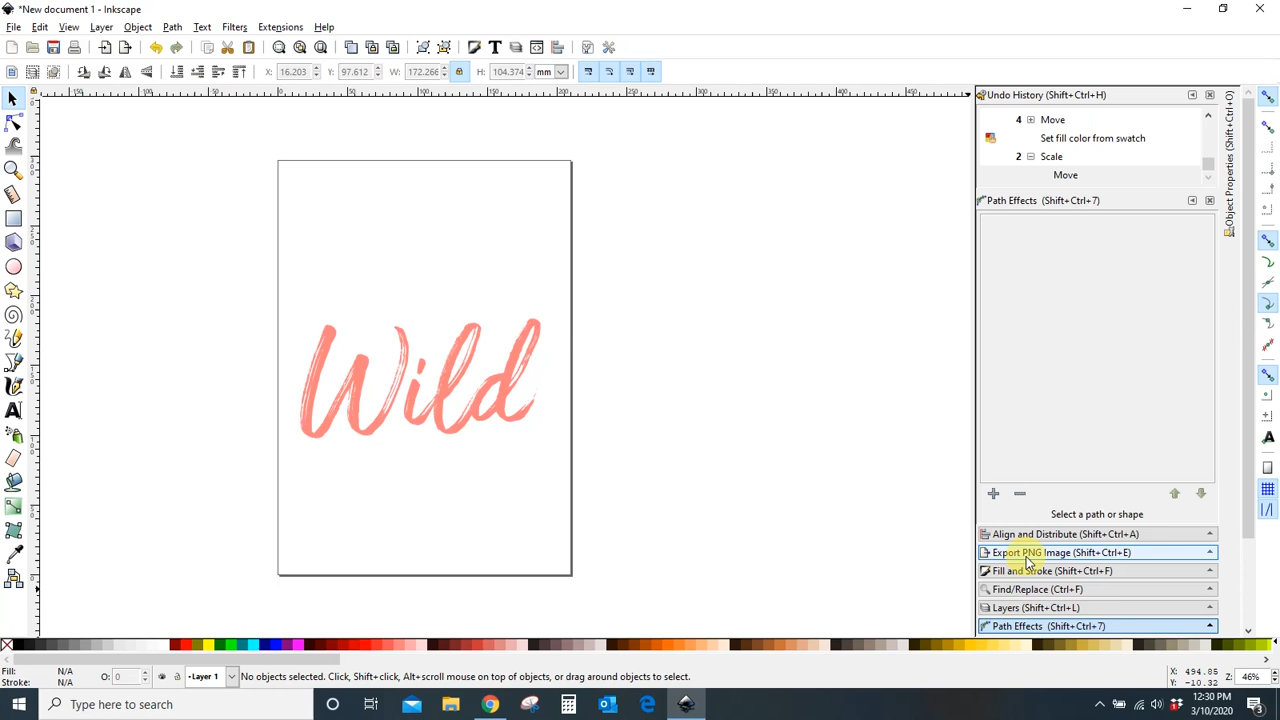 *New document 1 - Inkscape
File Edit View Layer Object Path Text Filters Extensions Help
X: 16.203 Y: 97.612 W: 172.266 H: 104.374 mm
Undo History (Shift+Ctrl+H)
4 Move
Set fill color from swatch
2 Scale
Move
Path Effects (Shift+Ctrl+7)
Object Properties (Shift+Ctrl+O)
Wild
Select a path or shape
Align and Distribute (Shift+Ctrl+A)
Export PNG Image (Shift+Ctrl+E)
Fill and Stroke (Shift+Ctrl+F)
Find/Replace (Ctrl+F)
Layers (Shift+Ctrl+L)
Path Effects (Shift+Ctrl+7)
Fill: N/A
Stroke: N/A
O: 0
Layer 1
No objects selected. Click, Shift+click, Alt+scroll mouse on top of objects, or drag around objects to select.
X: 494.85
Y: -10.32
Z: 46%
Type here to search
12:30 PM
3/10/2020